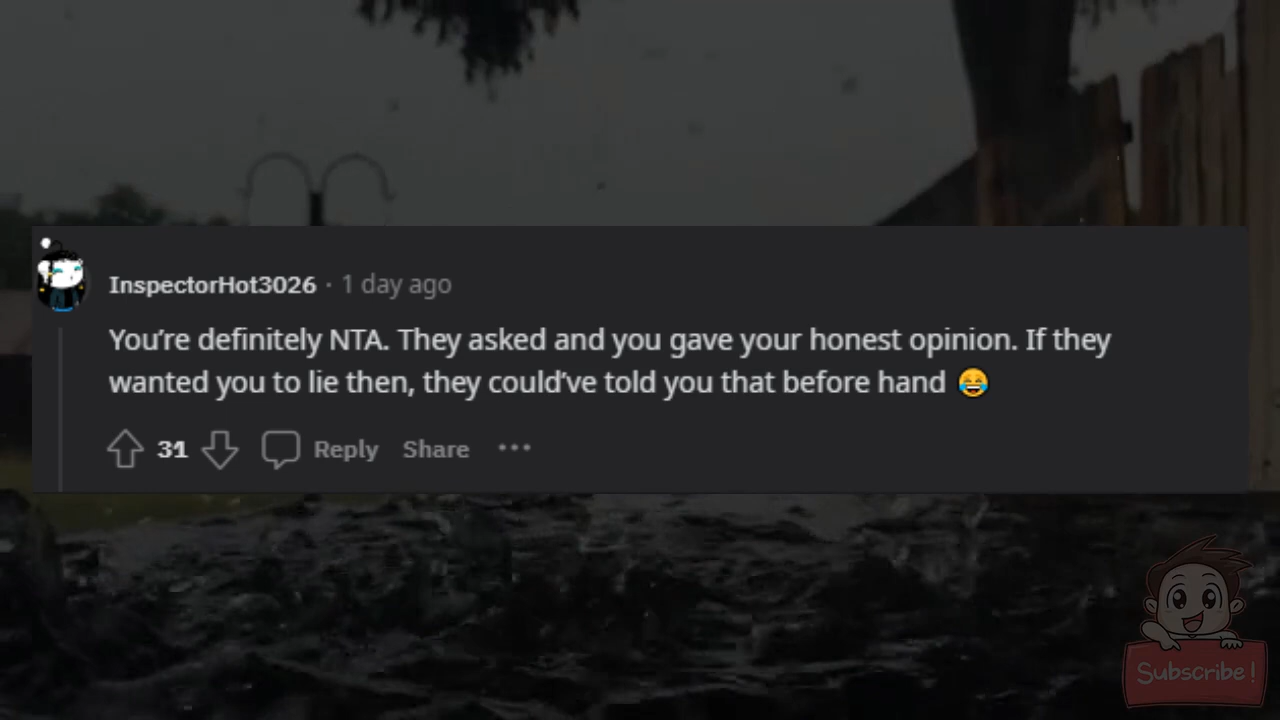 InspectorHot3026 · 1 day ago
You’re definitely NTA. They asked and you gave your honest opinion. If they
wanted you to lie then, they could’ve told you that before hand 😂
31 Reply Share ···
Subscribe!